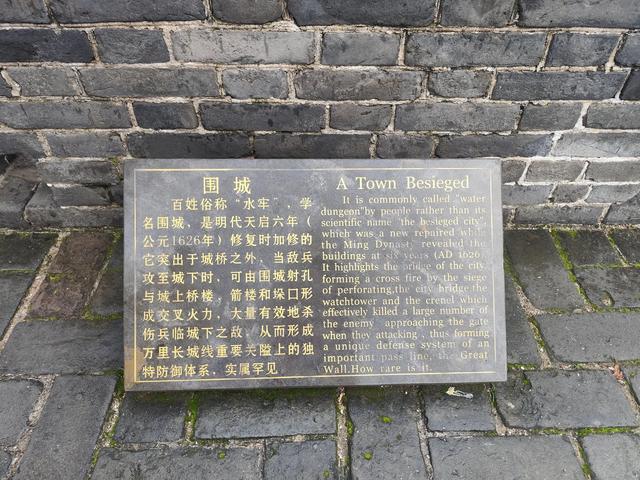 围城
百姓俗称“水牢”，学
名围城，是明代天启六年（
公元1626年）修复时加修的
它突出于城桥之外，当敌兵
攻至城下时，可由围城射孔
与城上桥楼，箭楼和垛口形
成交叉火力，大量有效地杀
伤兵临城下之敌，从而形成
万里长城线重要关隘上的独
特防御体系，实属罕见
A Town Besieged
It is commonly called "water
dungeon"by people rather than its
scientific name "the besieged city",
which was a new repaired while
the Ming Dynasty revealed the
buildings at six years (AD 1626).
It highlights the bridge of the city,
forming a cross fire by the siege
of perforating,the city bridge the
watchtower and the crenel which
effectively killed a large number of
the enemy approaching the gate
when they attacking, thus forming
a unique defense system of an
important pass line, the Great
Wall.How rare is it.